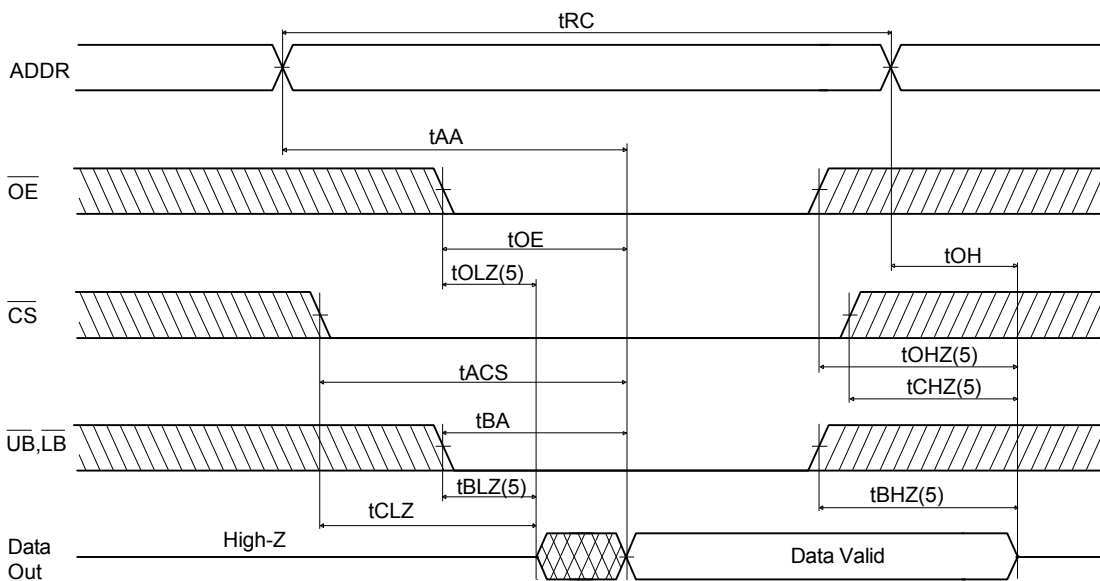 tRC
ADDR
tAA
OE
tOE
tOH
tOLZ(5)
CS
tOHZ(5)
tACS
tCHZ(5)
tBA
UB,LB
tBLZ(5)
tBHZ(5)
tCLZ
High-Z
Data
Out
Data Valid